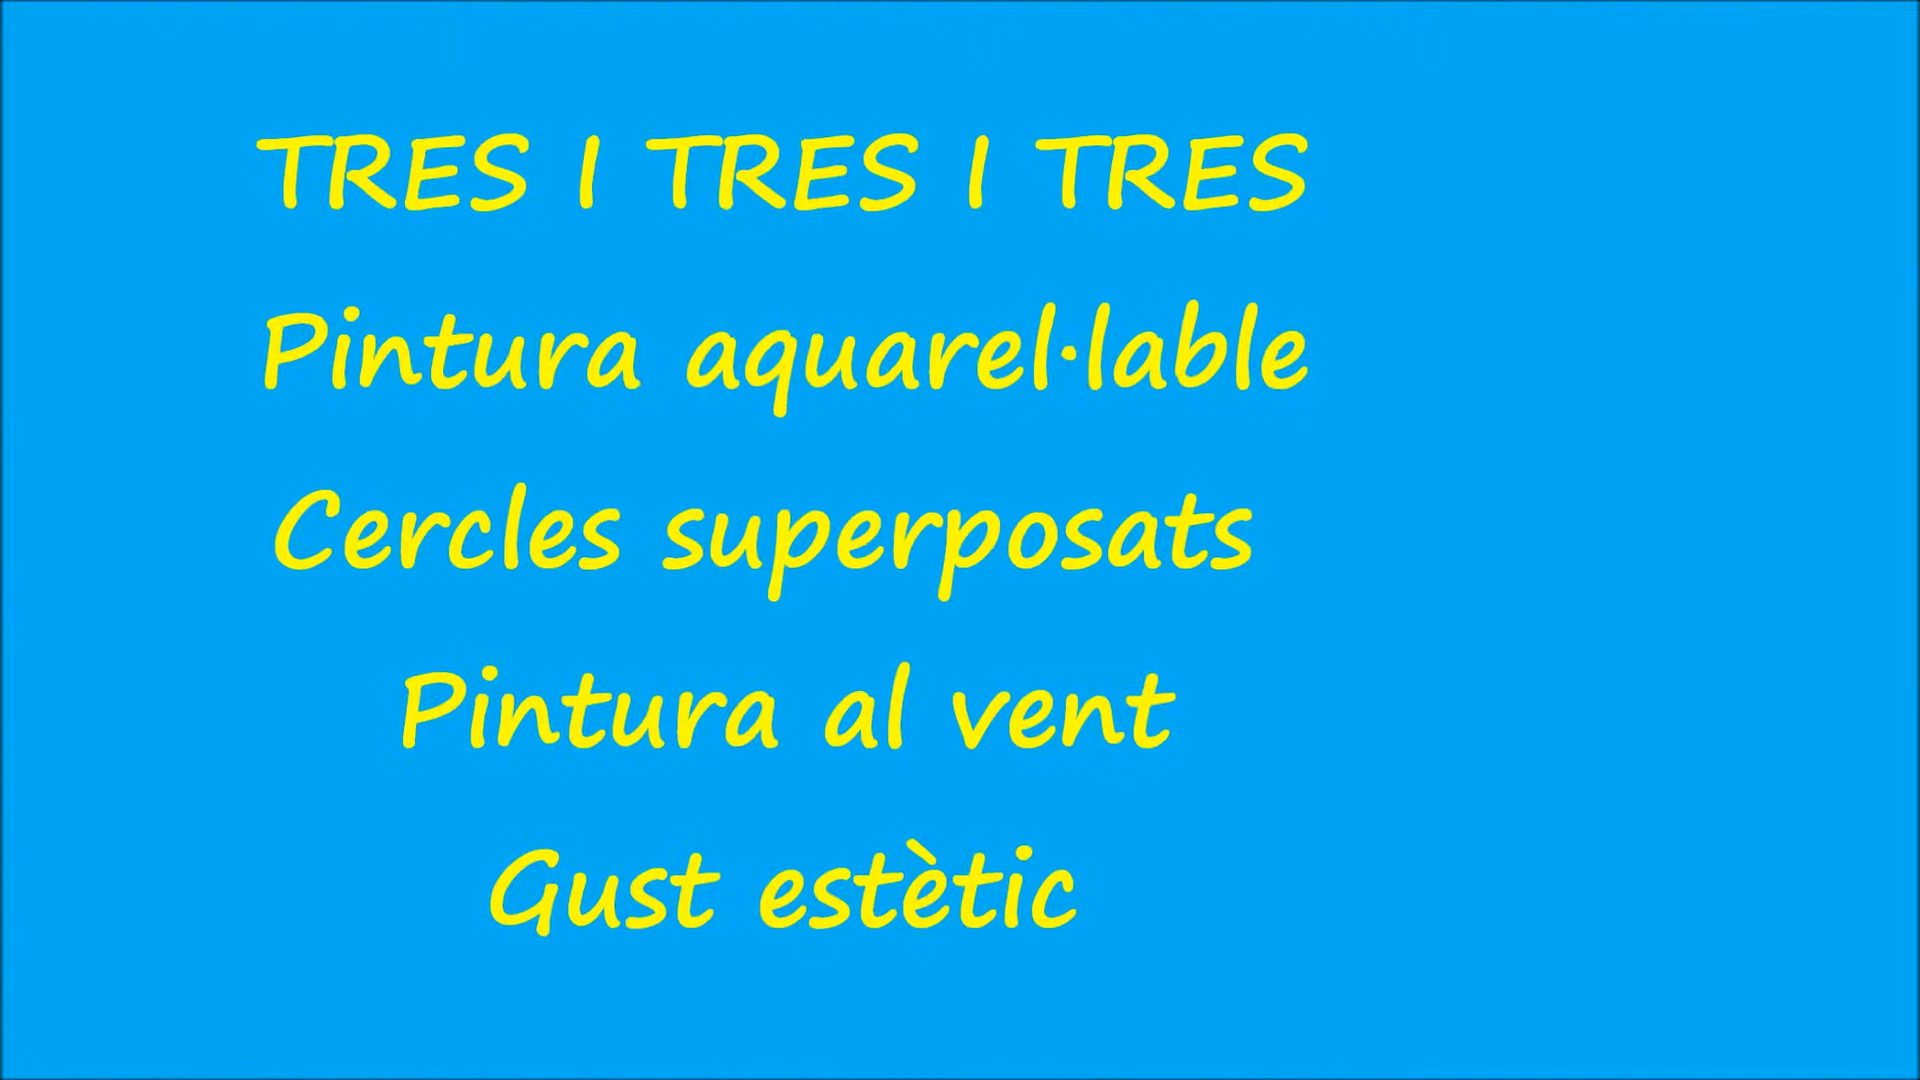 TRES I TRES I TRES
Pintura aquarel·lable
Cercles superposats
Pintura al vent
Gust estètic